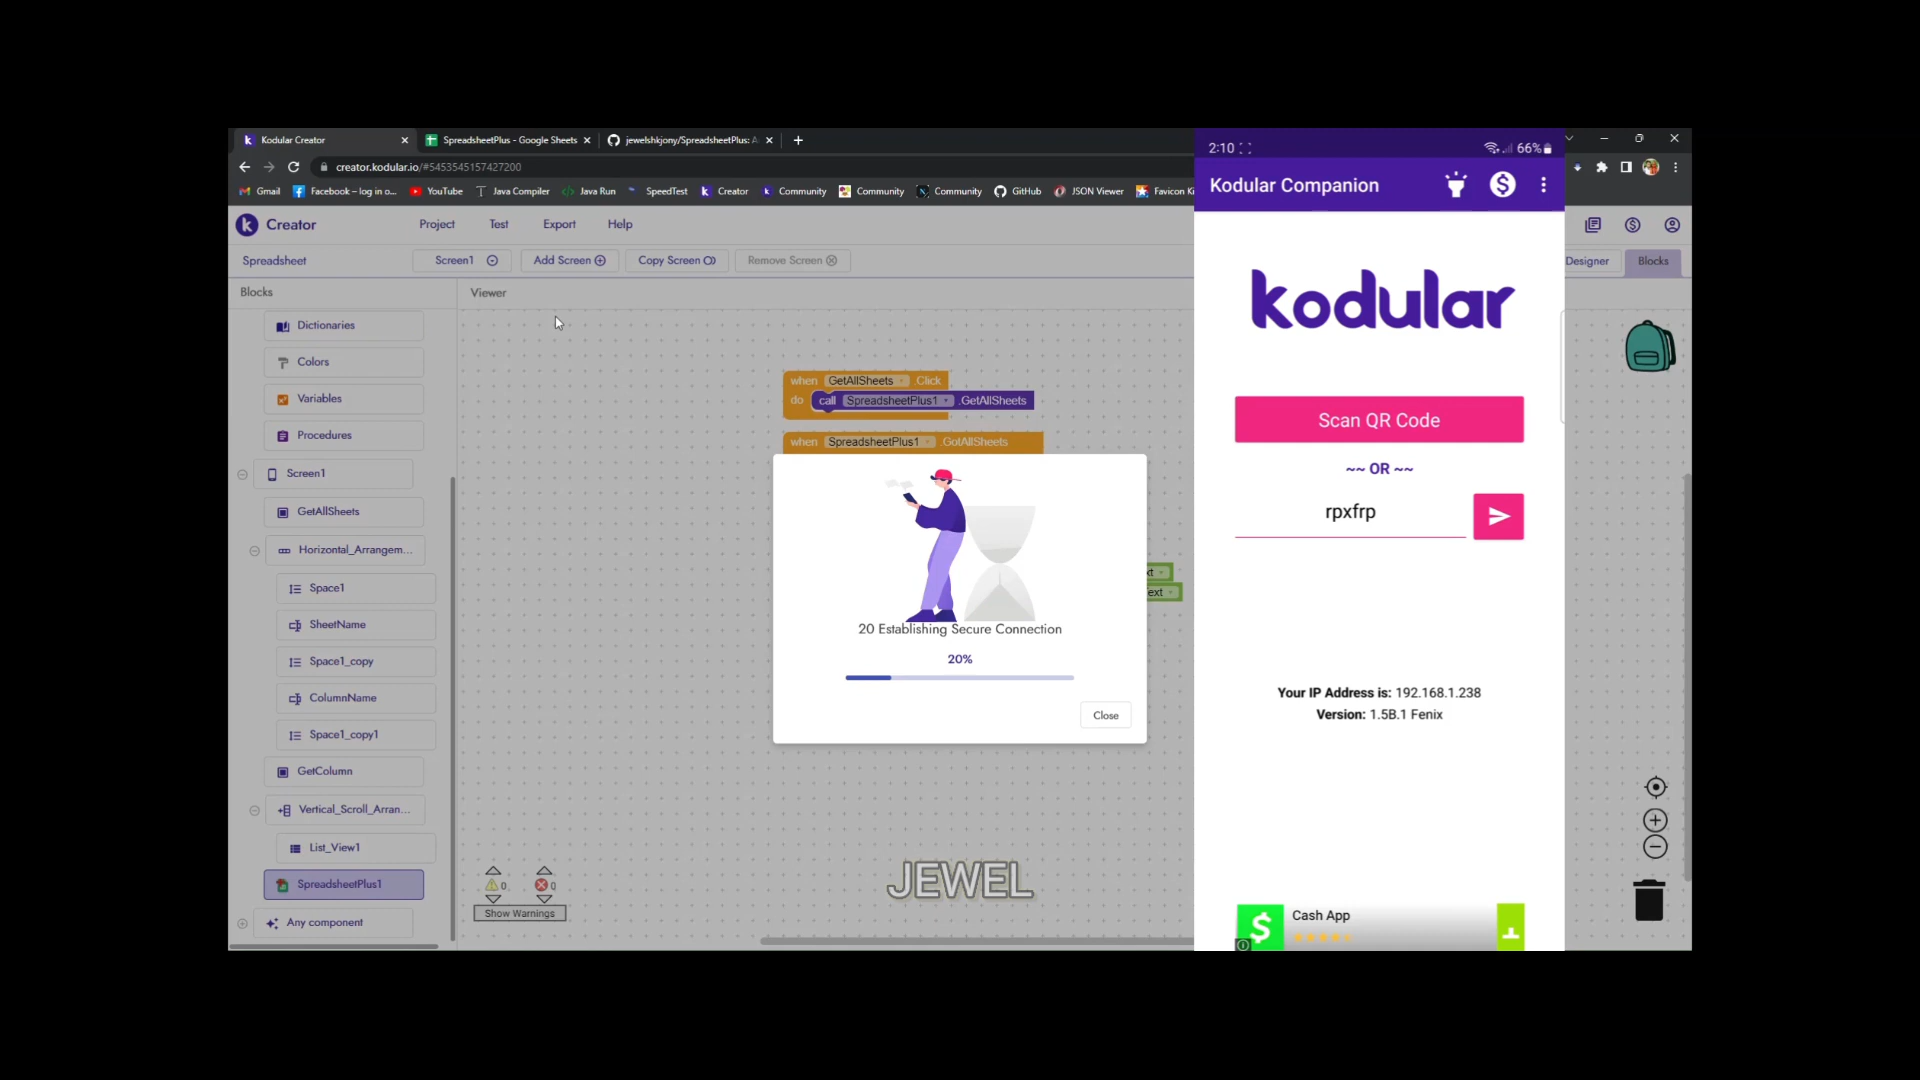 Kodular Creator
SpreadsheetPlus - Google Sheets
jewelshkjony/SpreadsheetPlus: A
creator.kodular.io/#5453545157427200
Gmail
Facebook – log in o...
YouTube
Java Compiler
Java Run
SpeedTest
Creator
Community
Community
Community
GitHub
JSON Viewer
Favicon Ki
Creator
Project
Test
Export
Help
Spreadsheet
Screen1
Add Screen
Copy Screen
Remove Screen
Designer
Blocks
Blocks
Viewer
Dictionaries
Colors
Variables
Procedures
Screen1
GetAllSheets
Horizontal_Arrangem...
Space1
SheetName
Space1_copy
ColumnName
Space1_copy1
GetColumn
Vertical_Scroll_Arran...
List_View1
SpreadsheetPlus1
Any component
when GetAllSheets .Click
do call SpreadsheetPlus1 .GetAllSheets
when SpreadsheetPlus1 .GotAllSheets
20 Establishing Secure Connection
20%
Close
0
0
Show Warnings
JEWEL
2:10
66%
Kodular Companion
kodular
Scan QR Code
~~ OR ~~
rpxfrp
Your IP Address is: 192.168.1.238
Version: 1.5B.1 Fenix
Cash App